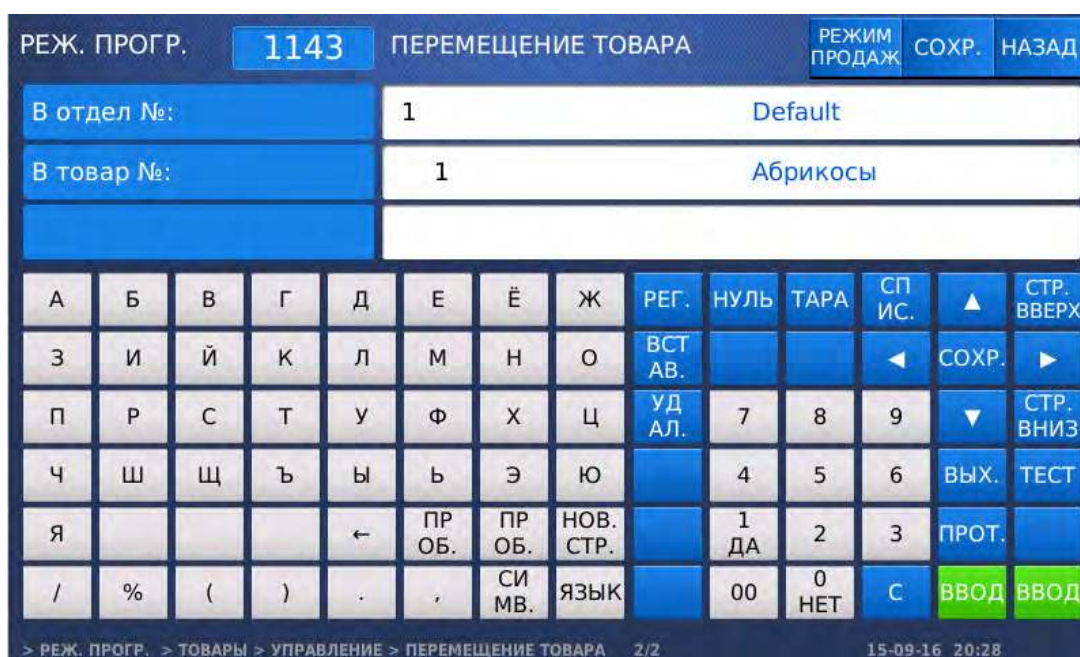 РЕЖ. ПРОГР. 1143 ПЕРЕМЕЩЕНИЕ ТОВАРА РЕЖИМ ПРОДАЖ СОХР. НАЗАД
В отдел №: 1 Default
В товар №: 1 Абрикосы
А Б В Г Д Е Ё Ж РЕГ. НУЛЬ ТАРА СП ИС. ▲ СТР. ВВЕРХ
З И Й К Л М Н О ВСТ АВ. ◀ СОХР. ▶
П Р С Т У Ф Х Ц УД АЛ. 7 8 9 ▼ СТР. ВНИЗ
Ч Ш Щ Ъ Ы Ь Э Ю 4 5 6 ВЫХ. ТЕСТ
Я ← ПР ОБ. ПР ОБ. НОВ. СТР. 1 ДА 2 3 ПРОТ.
/ % ( ) . , СИ МВ. ЯЗЫК 00 0 НЕТ С ВВОД ВВОД
> РЕЖ. ПРОГР. > ТОВАРЫ > УПРАВЛЕНИЕ > ПЕРЕМЕЩЕНИЕ ТОВАРА 2/2 15-09-16 20:28